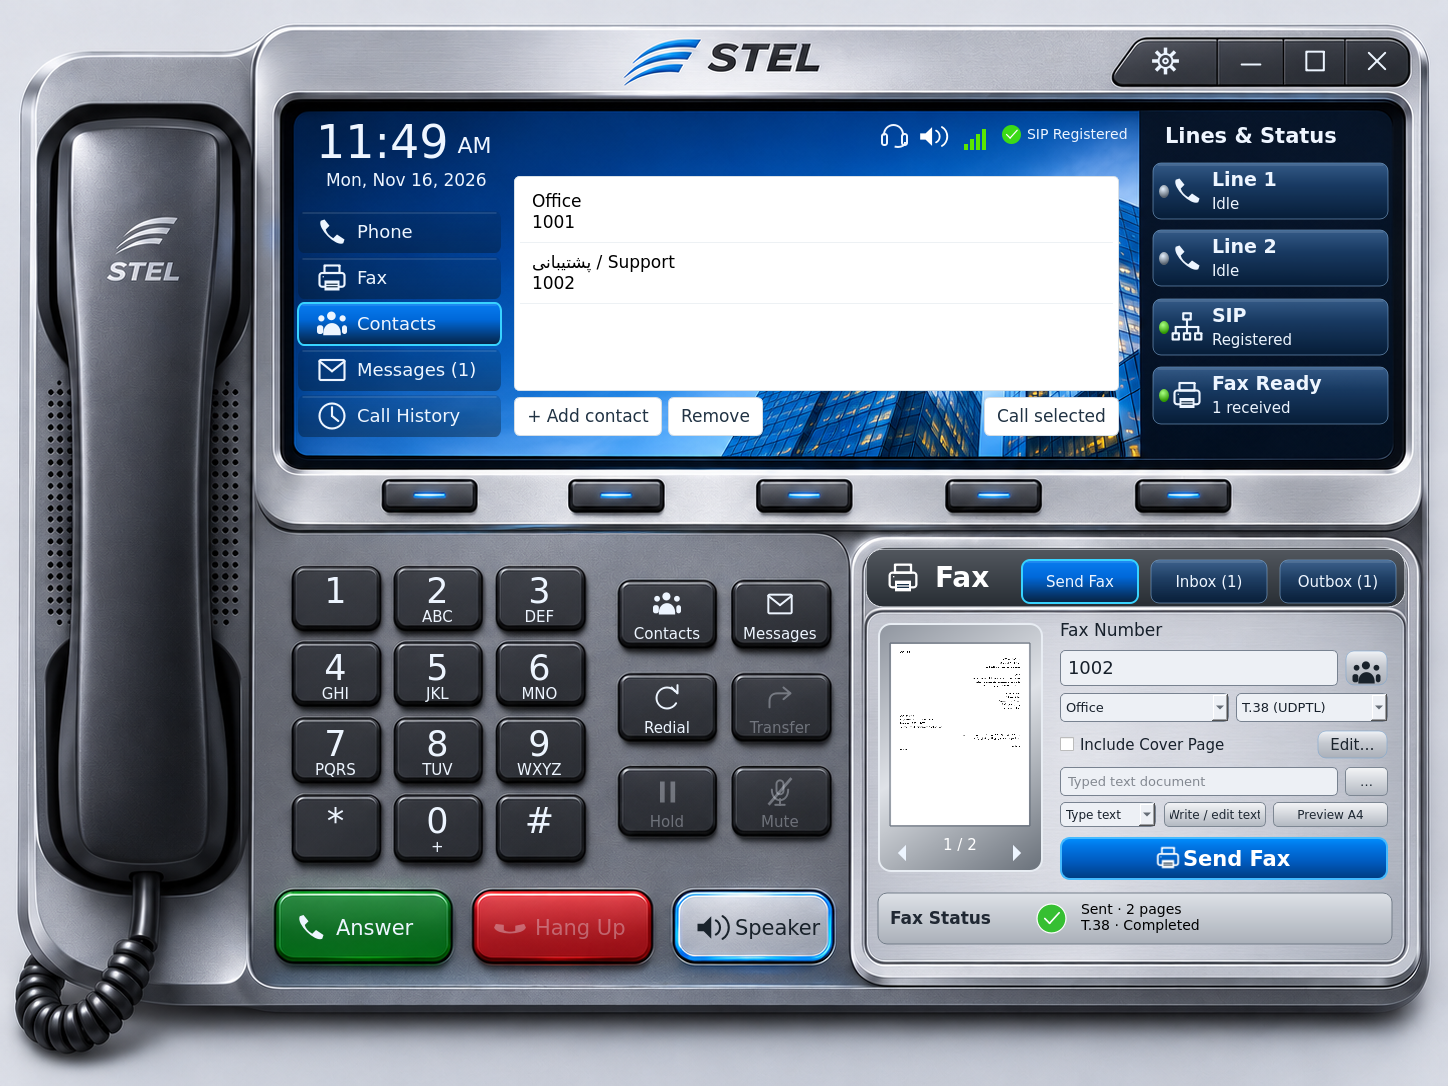 STEL
11:49 AM
Mon, Nov 16, 2026
SIP Registered
Phone
Fax
Contacts
Messages (1)
Call History
Office
1001
پشتیبانی / Support
1002
+ Add contact
Remove
Call selected
Lines & Status
Line 1
Idle
Line 2
Idle
SIP
Registered
Fax Ready
1 received
STEL
1
2
ABC
3
DEF
4
GHI
5
JKL
6
MNO
7
PQRS
8
TUV
9
WXYZ
*
0
+
#
Contacts
Messages
Redial
Transfer
Hold
Mute
Answer
Hang Up
Speaker
Fax
Send Fax
Inbox (1)
Outbox (1)
1 / 2
Fax Number
1002
Office
T.38 (UDPTL)
Include Cover Page
Edit...
Typed text document
...
Type text
Write / edit text
Preview A4
Send Fax
Fax Status
Sent · 2 pages
T.38 · Completed